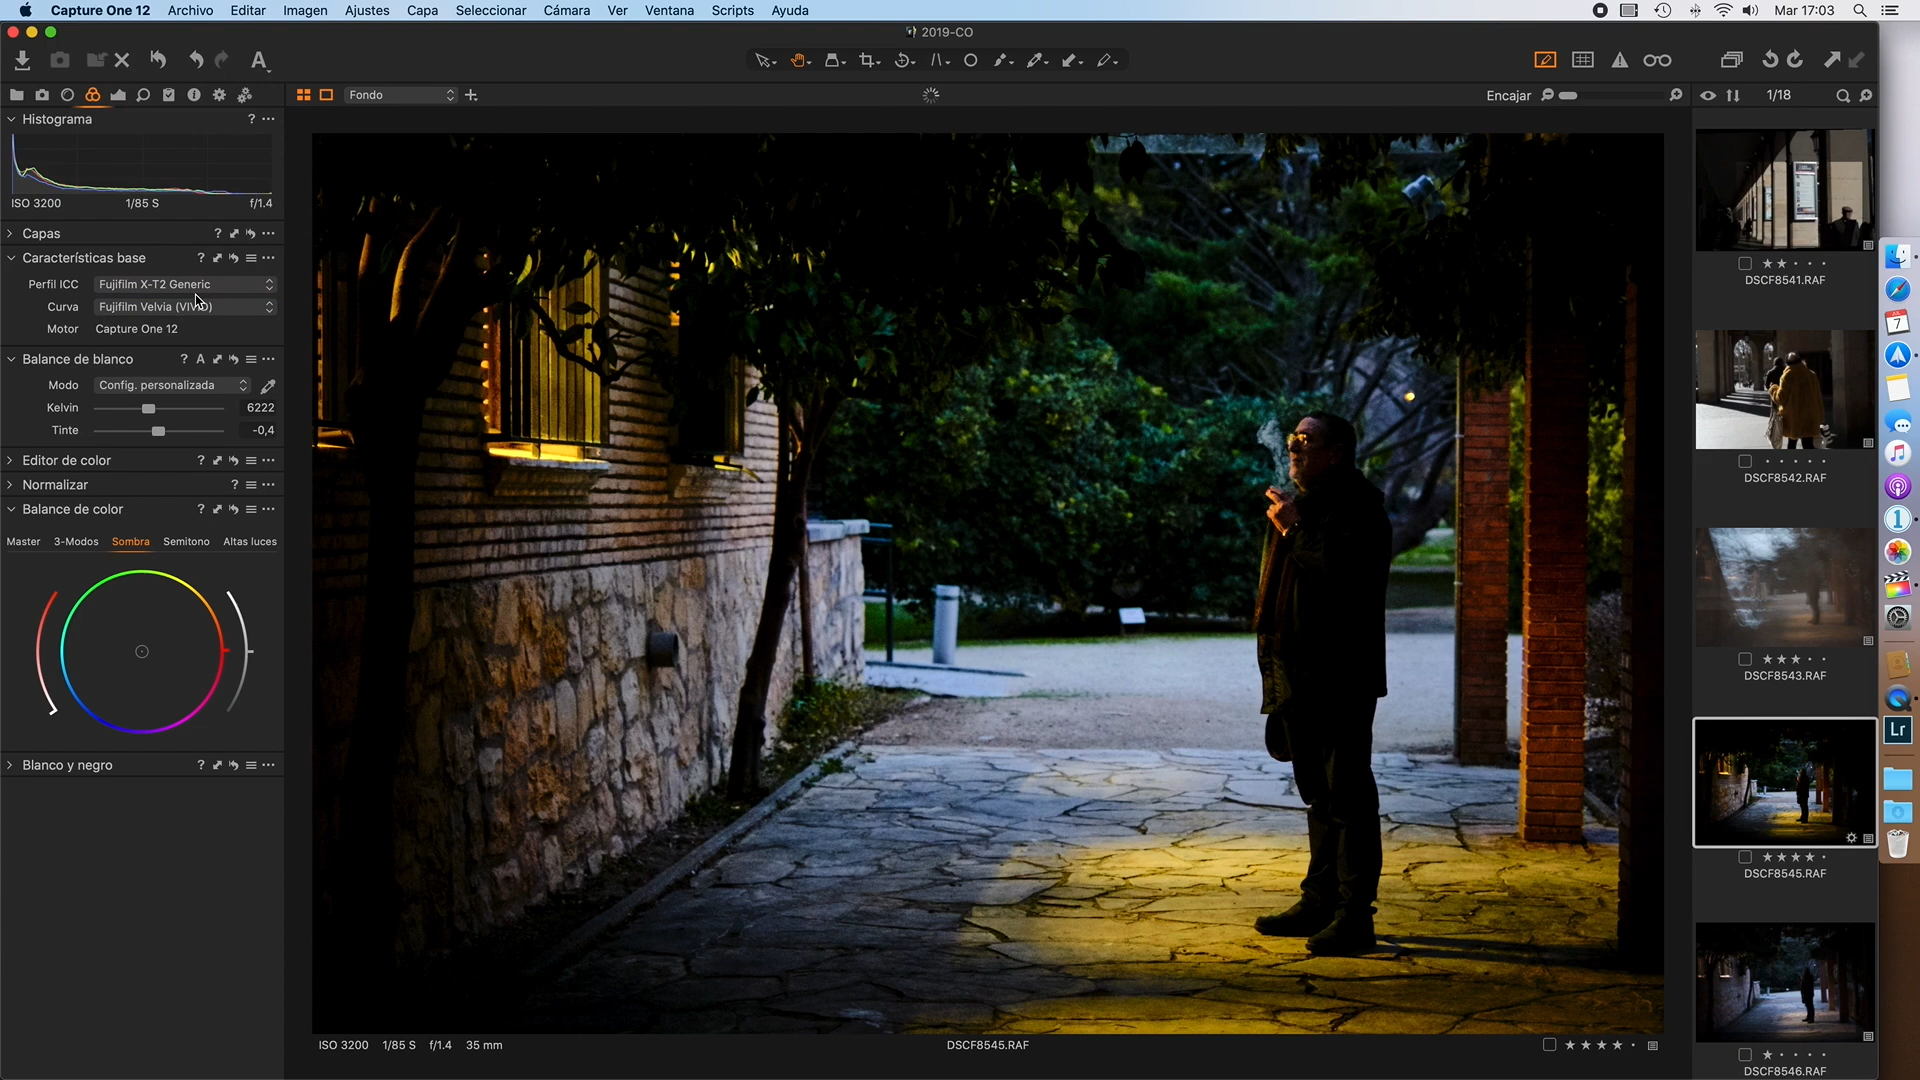 Capture One 12 Archivo Editar Imagen Ajustes Capa Seleccionar Cámara Ver Ventana Scripts Ayuda Mar 17:03
2019-CO
Fondo Encajar 1/18
Histograma ?
ISO 3200 1/85 S f/1.4
Capas ?
Características base ?
Perfil ICC Fujifilm X-T2 Generic
Curva Fujifilm Velvia (VIVID)
Motor Capture One 12
Balance de blanco ? A
Modo Config. personalizada
Kelvin 6222
Tinte -0,4
Editor de color ?
Normalizar ?
Balance de color ?
Master 3-Modos Sombra Semitono Altas luces
Blanco y negro ?
ISO 3200 1/85 S f/1.4 35 mm DSCF8545.RAF
DSCF8541.RAF
DSCF8542.RAF
DSCF8543.RAF
DSCF8545.RAF
DSCF8546.RAF
7
1
Lr